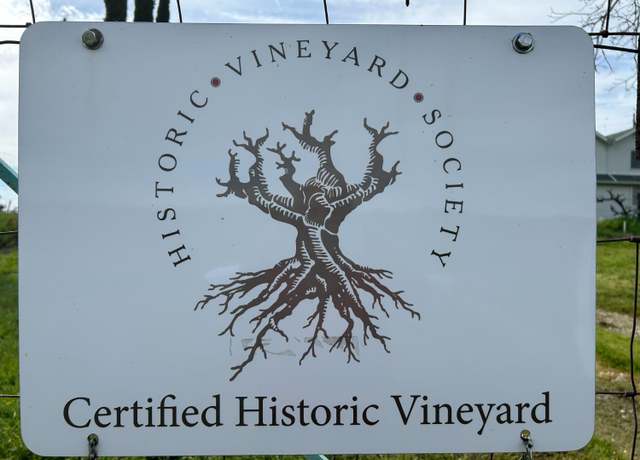 HISTORIC • VINEYARD • SOCIETY
Certified Historic Vineyard